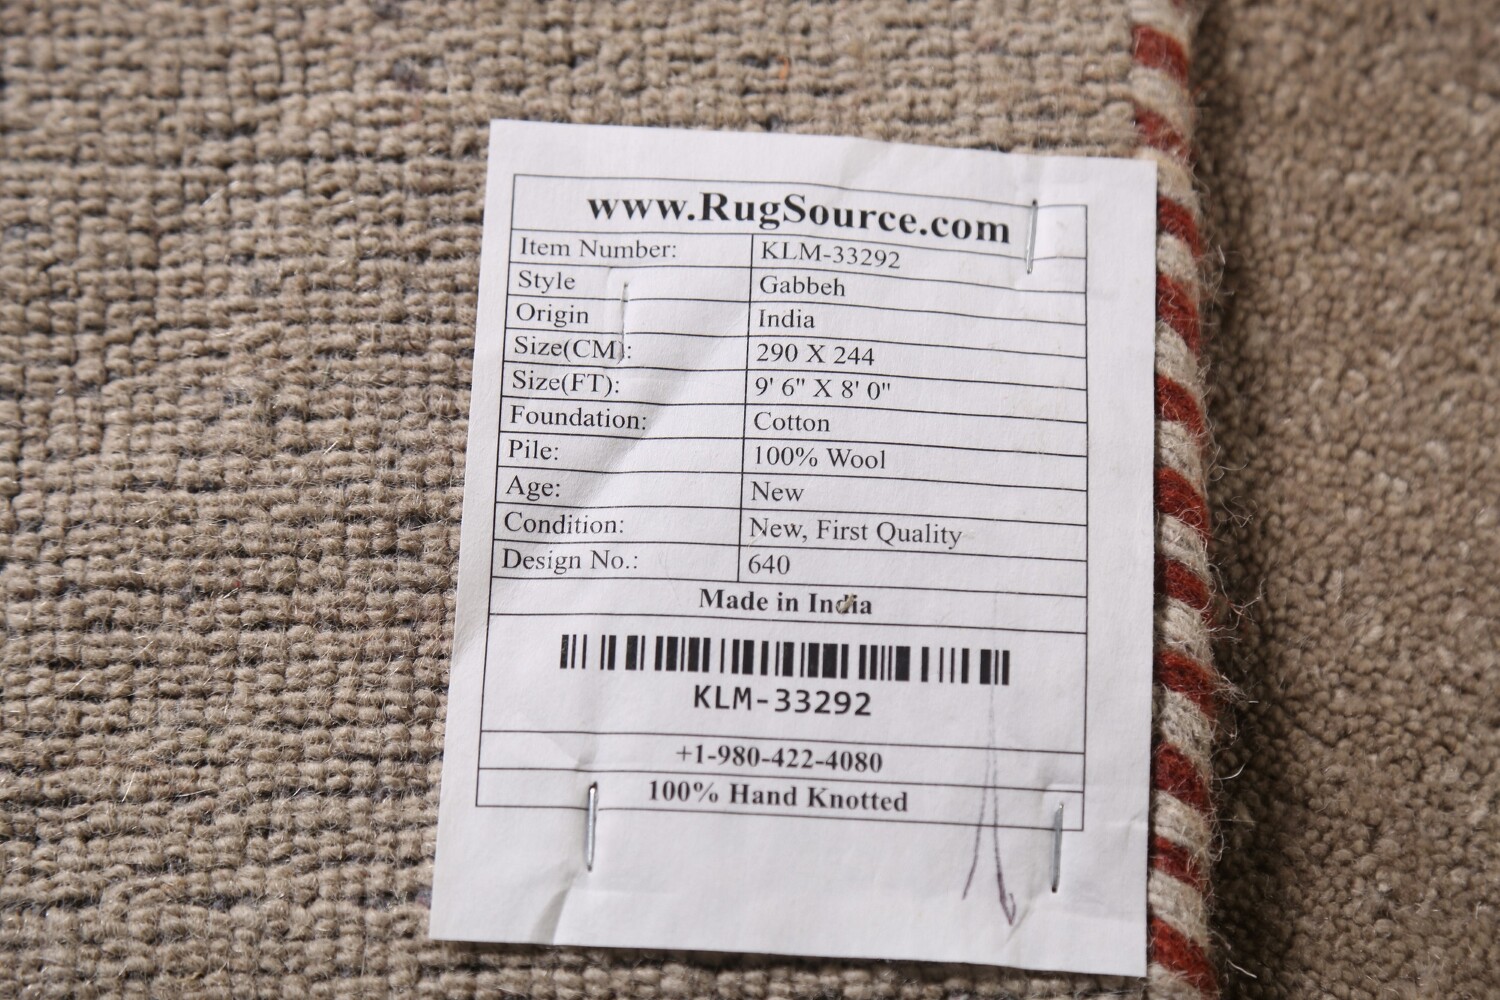 www.RugSource.com
Item Number: KLM-33292
Style Gabbeh
Origin India
Size(CM): 290 X 244
Size(FT): 9' 6" X 8' 0"
Foundation: Cotton
Pile: 100% Wool
Age: New
Condition: New, First Quality
Design No.: 640
Made in India
KLM-33292
+1-980-422-4080
100% Hand Knotted